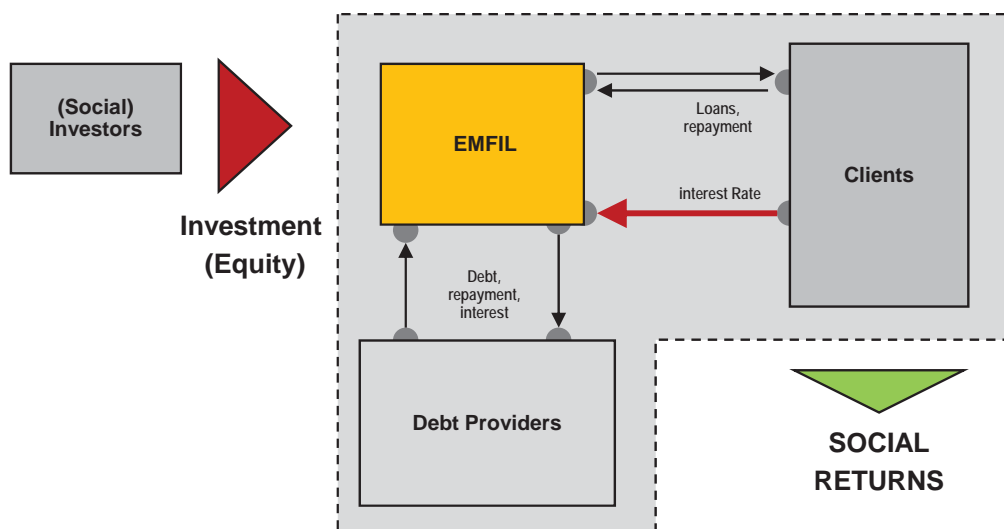 (Social)
Investors
Investment
(Equity)
EMFIL
Loans,
repayment
interest Rate
Clients
Debt,
repayment,
interest
Debt Providers
SOCIAL
RETURNS